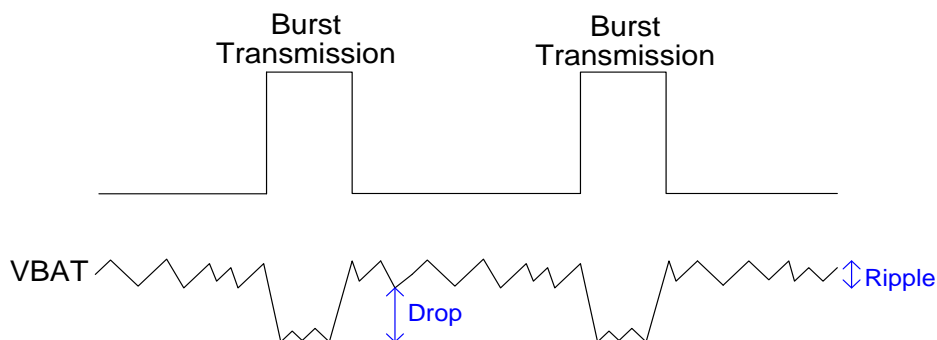 Burst
Transmission
Burst
Transmission
VBAT
Ripple
Drop